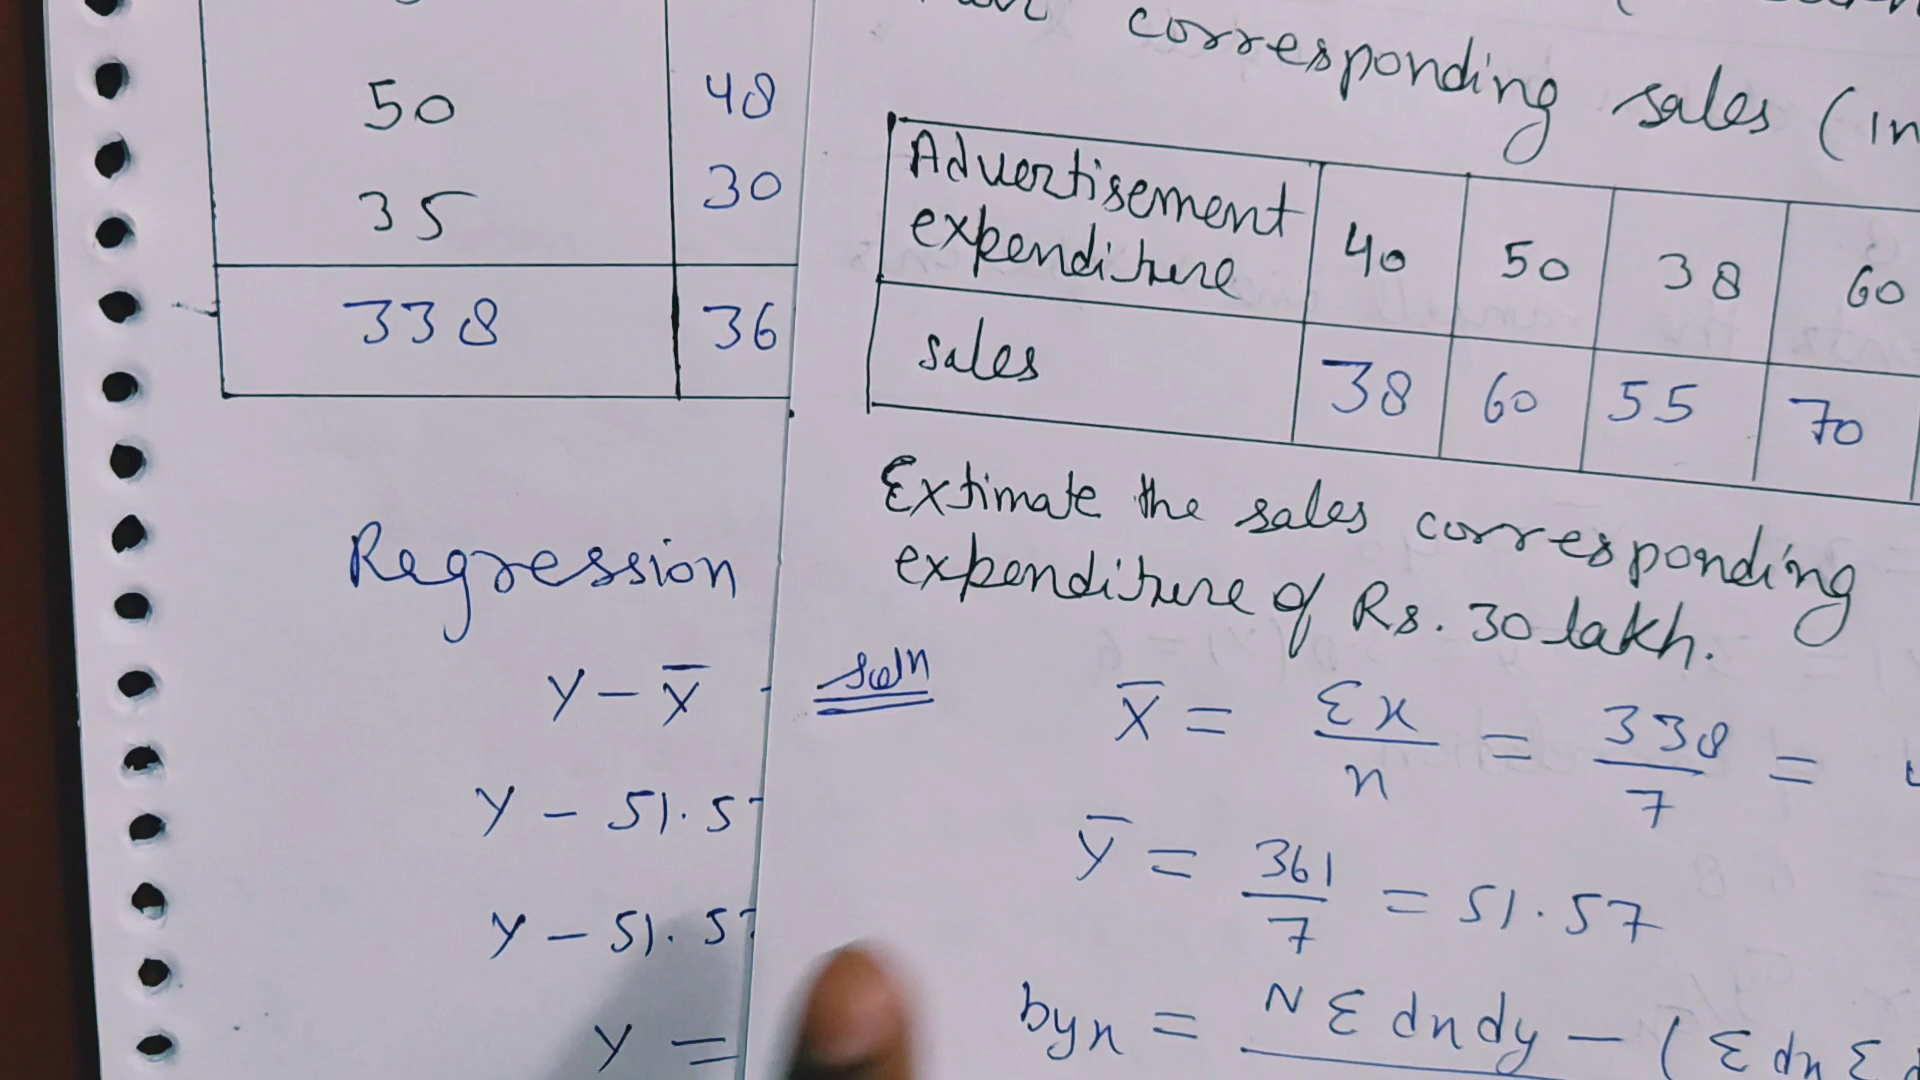 50 48
35 30
338 36
Regression
y - ȳ
y - 51.5
y - 51.5
y =
corresponding sales (in
Advertisement expenditure 40 50 38 60
sales 38 60 55 70
Extimate the sales corresponding
expenditure of Rs. 30 lakh.
Soln
X̄ = Σx/n = 338/7 =
ȳ = 361/7 = 51.57
byx = NΣdxdy - (ΣdxΣ